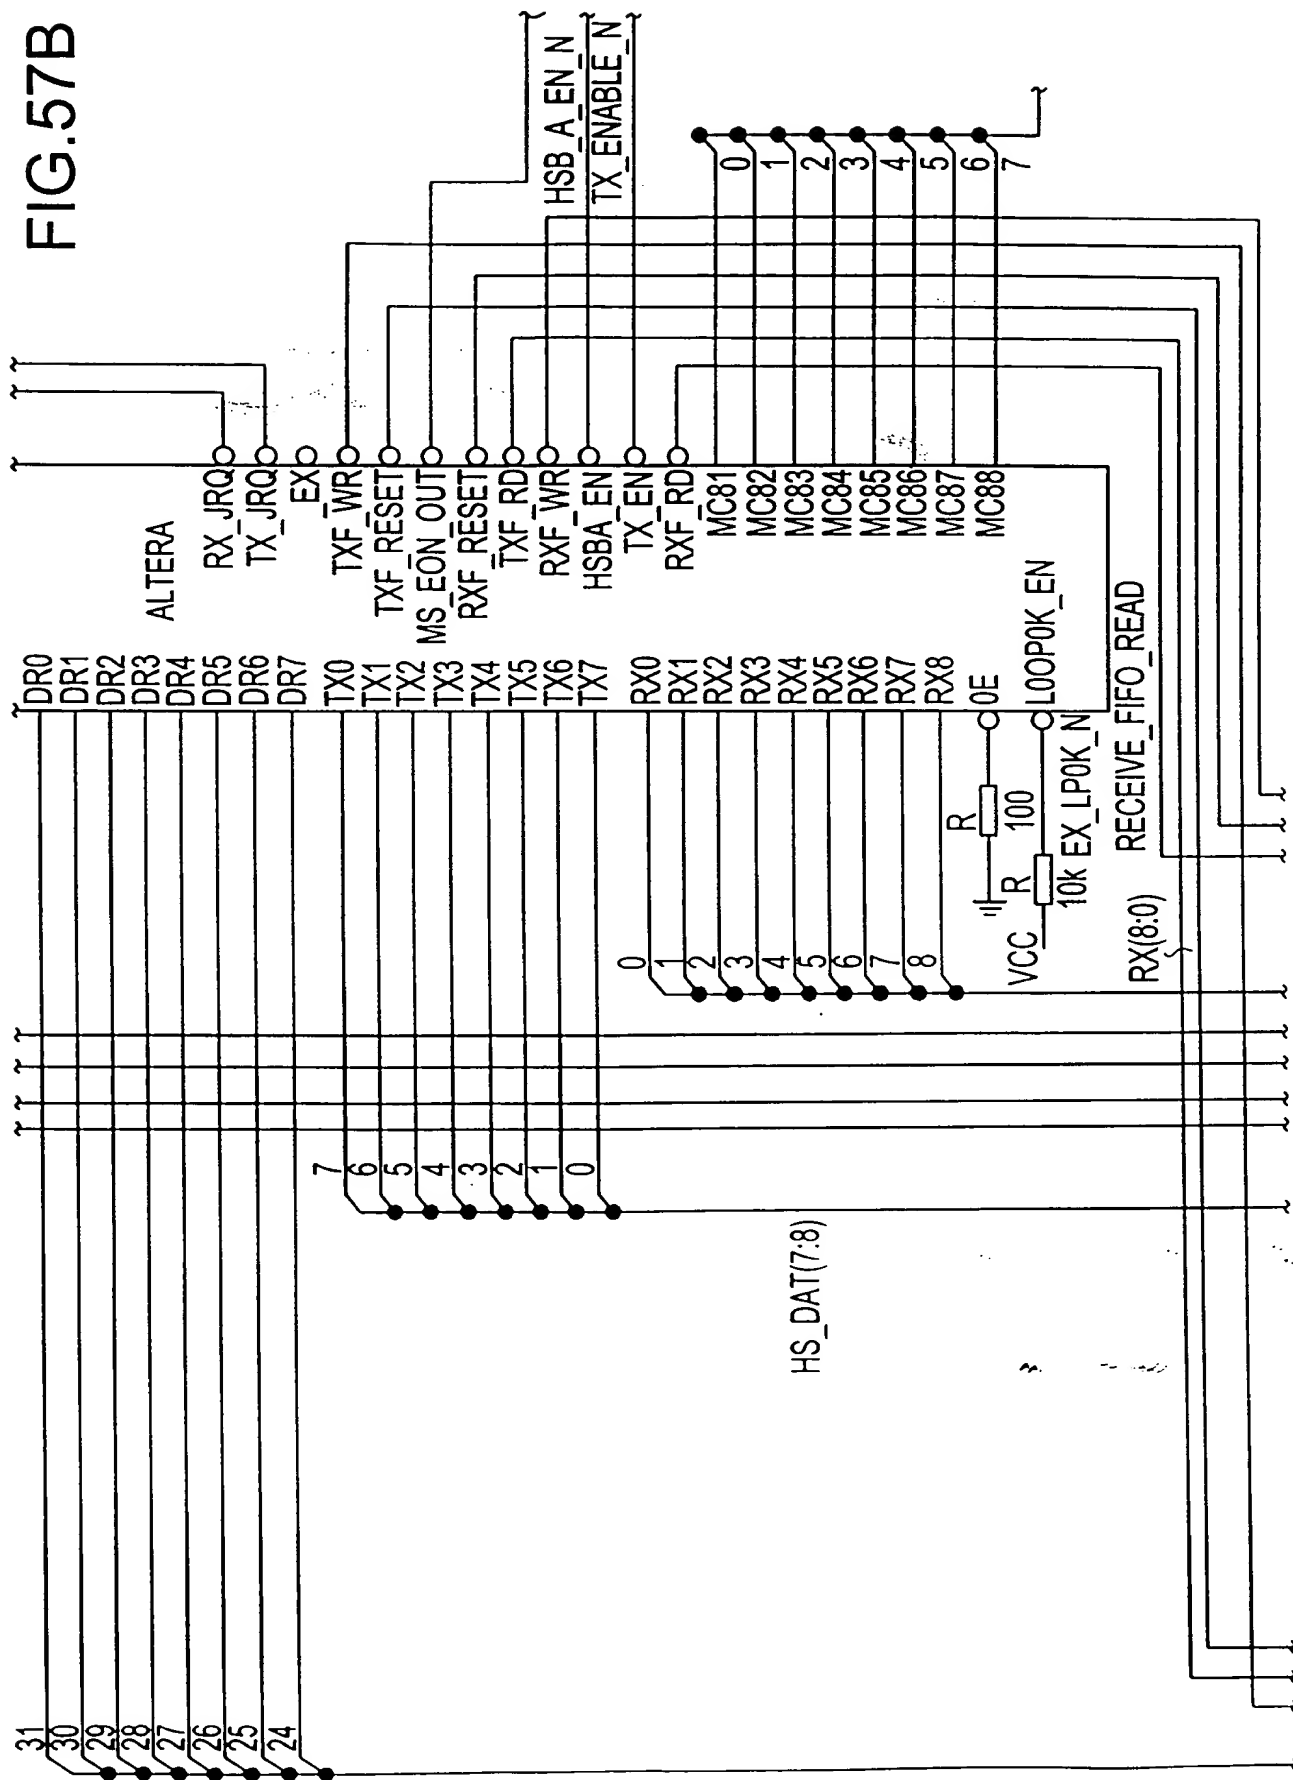 FIG.57B
ALTERA
31 DR0
30 DR1
29 DR2
28 DR3
27 DR4
26 DR5
25 DR6
24 DR7
7 TX0
6 TX1
5 TX2
4 TX3
3 TX4
2 TX5
1 TX6
0 TX7
HS_DAT(7:8)
0 RX0
1 RX1
2 RX2
3 RX3
4 RX4
5 RX5
6 RX6
7 RX7
8 RX8
RX(8:0)
R
100
OE
VCC
R
10k
EX_LP0K_N
LOOP0K_EN
RECEIVE_FIFO_READ
RX_JRQ
TX_JRQ
_EX
TXF_WR
TXF_RESET
MS_EON_OUT
RXF_RESET
TXF_RD
RXF_WR
HSBA_EN
HSB_A_EN_N
TX_EN
TX_ENABLE_N
RXF_RD
MC81 0
MC82 1
MC83 2
MC84 3
MC85 4
MC86 5
MC87 6
MC88 7